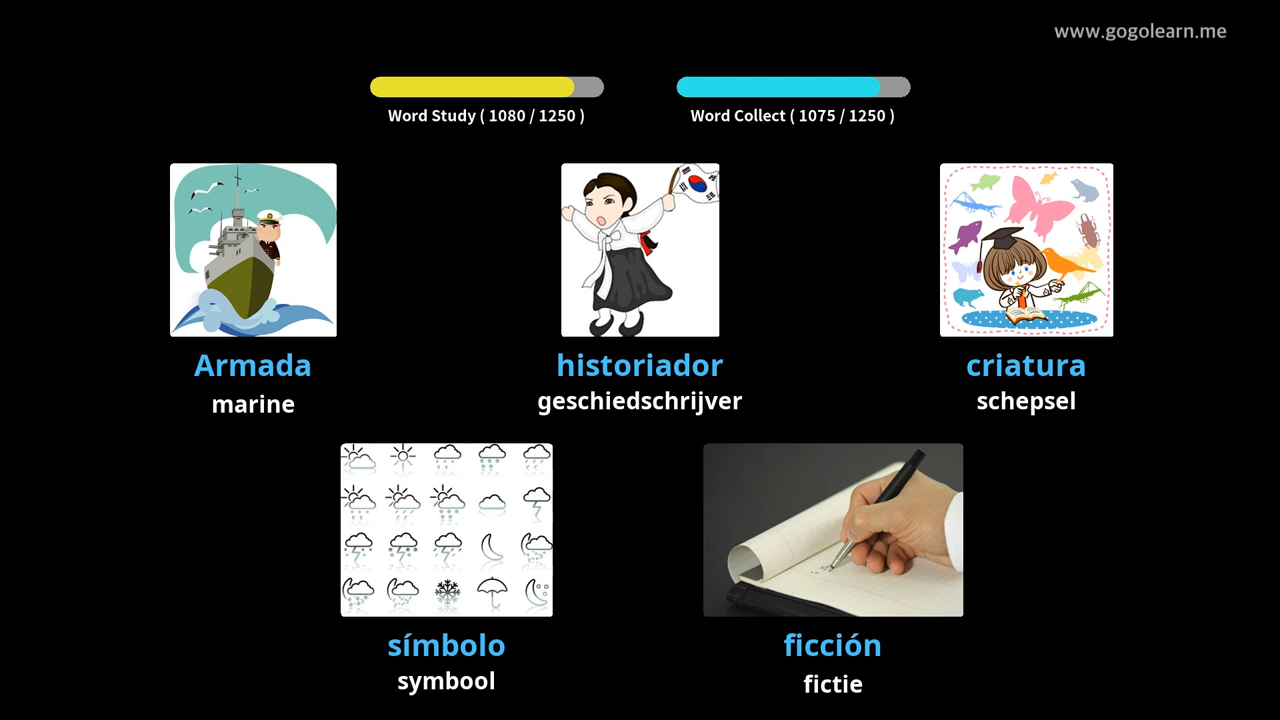 www.gogolearn.me
Word Study ( 1080 / 1250 )
Word Collect ( 1075 / 1250 )
Armada
marine
historiador
geschiedschrijver
criatura
schepsel
símbolo
symbool
ficción
fictie